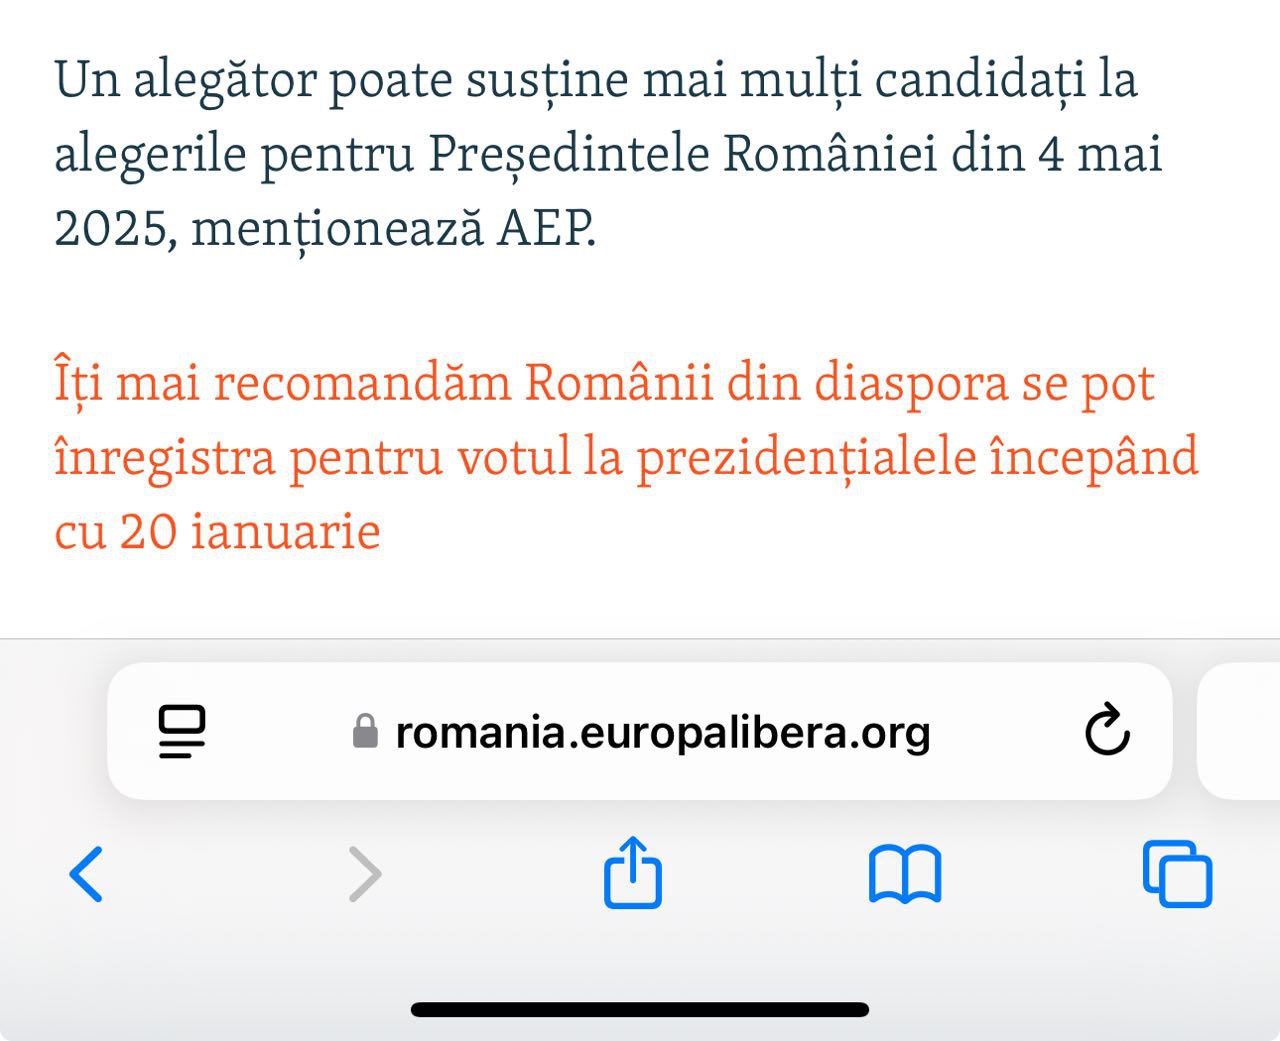 Un alegător poate susține mai mulți candidați la
alegerile pentru Președintele României din 4 mai
2025, menționează AEP.
Îți mai recomandăm Românii din diaspora se pot
înregistra pentru votul la prezidențialele începând
cu 20 ianuarie
romania.europalibera.org